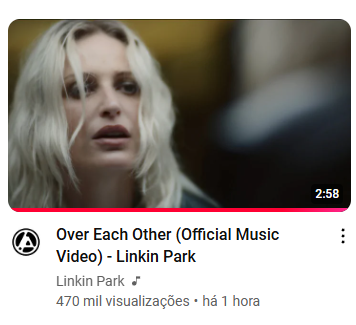 2:58
Over Each Other (Official Music
Video) - Linkin Park
Linkin Park
470 mil visualizações • há 1 hora